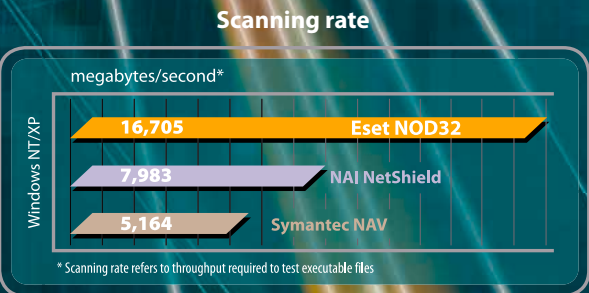 Scanning rate
megabytes/second*
Windows NT/XP
16,705 Eset NOD32
7,983 NAI NetShield
5,164 Symantec NAV
* Scanning rate refers to throughput required to test executable files